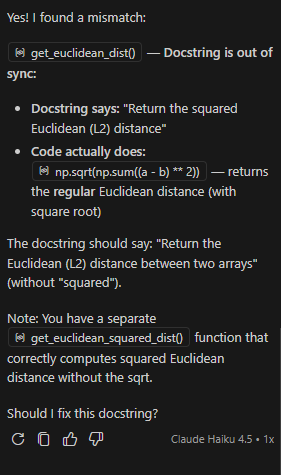 Yes! I found a mismatch:
get_euclidean_dist() — Docstring is out of
sync:
• Docstring says: "Return the squared
Euclidean (L2) distance"
• Code actually does:
np.sqrt(np.sum((a - b) ** 2)) — returns
the regular Euclidean distance (with
square root)
The docstring should say: "Return the
Euclidean (L2) distance between two arrays"
(without "squared").
Note: You have a separate
get_euclidean_squared_dist() function that
correctly computes squared Euclidean
distance without the sqrt.
Should I fix this docstring?
Claude Haiku 4.5 • 1x